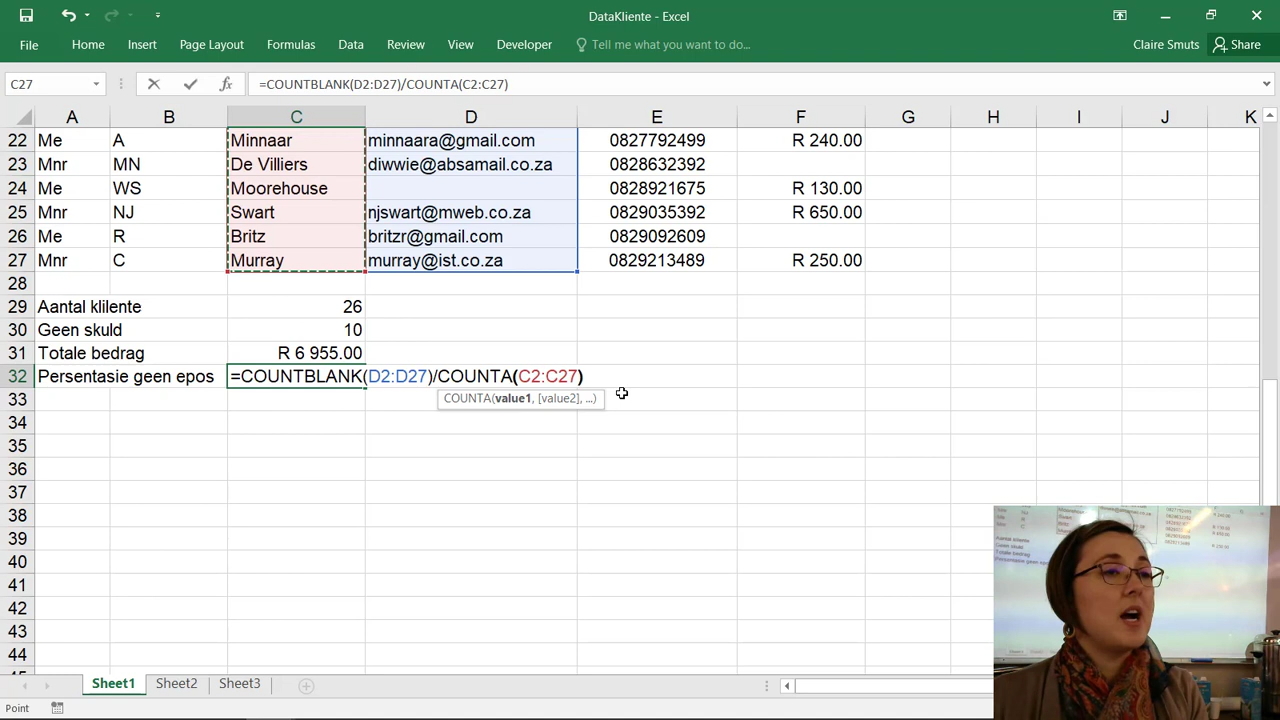 DataKliente - Excel
File Home Insert Page Layout Formulas Data Review View Developer Tell me what you want to do... Claire Smuts Share
C27 fx =COUNTBLANK(D2:D27)/COUNTA(C2:C27)
A B C D E F G H I J K
22 Me A Minnaar minnaara@gmail.com 0827792499 R 240.00
23 Mnr MN De Villiers diwwie@absamail.co.za 0828632392
24 Me WS Moorehouse 0828921675 R 130.00
25 Mnr NJ Swart njswart@mweb.co.za 0829035392 R 650.00
26 Me R Britz britzr@gmail.com 0829092609
27 Mnr C Murray murray@ist.co.za 0829213489 R 250.00
28
29 Aantal klilente 26
30 Geen skuld 10
31 Totale bedrag R 6 955.00
32 Persentasie geen epos =COUNTBLANK(D2:D27)/COUNTA(C2:C27)
COUNTA(value1, [value2], ...)
33
34
35
36
37
38
39
40
41
42
43
44
Sheet1 Sheet2 Sheet3
Point